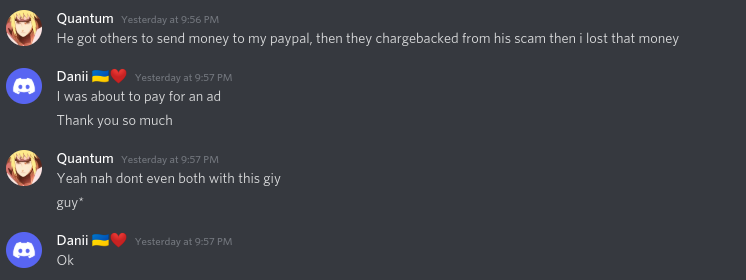 Quantum Yesterday at 9:56 PM
He got others to send money to my paypal, then they chargebacked from his scam then i lost that money
Danii 🇺🇦❤️ Yesterday at 9:57 PM
I was about to pay for an ad
Thank you so much
Quantum Yesterday at 9:57 PM
Yeah nah dont even both with this giy
guy*
Danii 🇺🇦❤️ Yesterday at 9:57 PM
Ok